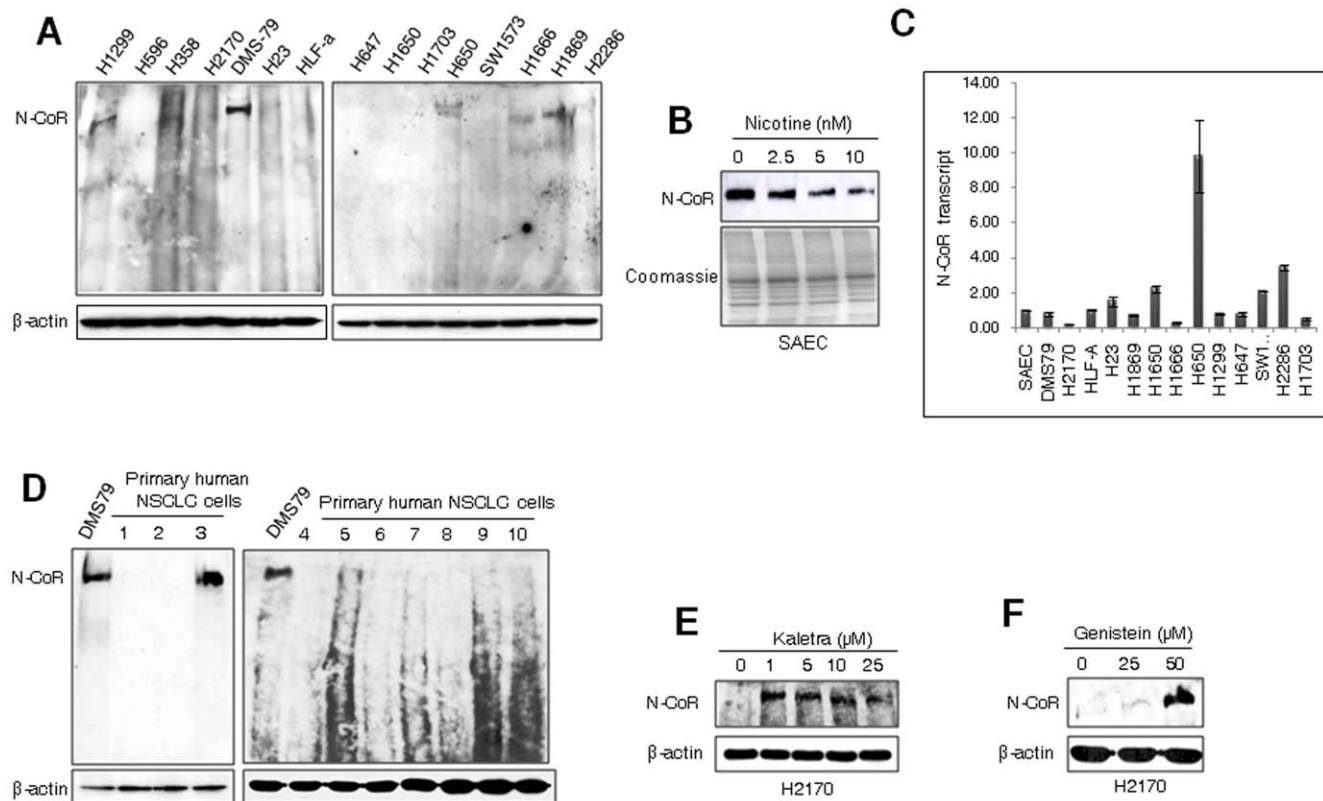 A
H1299 H596 H358 H2170 DMS-79 H23 HLF-a
H647 H1650 H1703 H650 SW1573 H1666 H1869 H2286
N-CoR
β-actin
B
Nicotine (nM)
0 2.5 5 10
N-CoR
Coomassie
SAEC
C
N-CoR transcript
14.00
12.00
10.00
8.00
6.00
4.00
2.00
0.00
SAEC DMS79 H2170 HLF-A H23 H1869 H1650 H1666 H650 H1299 H647 SW1... H2286 H1703
D
DMS79
Primary human
NSCLC cells
1 2 3
DMS79
Primary human NSCLC cells
4 5 6 7 8 9 10
N-CoR
β-actin
E
Kaletra (µM)
0 1 5 10 25
N-CoR
β-actin
H2170
F
Genistein (µM)
0 25 50
N-CoR
β-actin
H2170